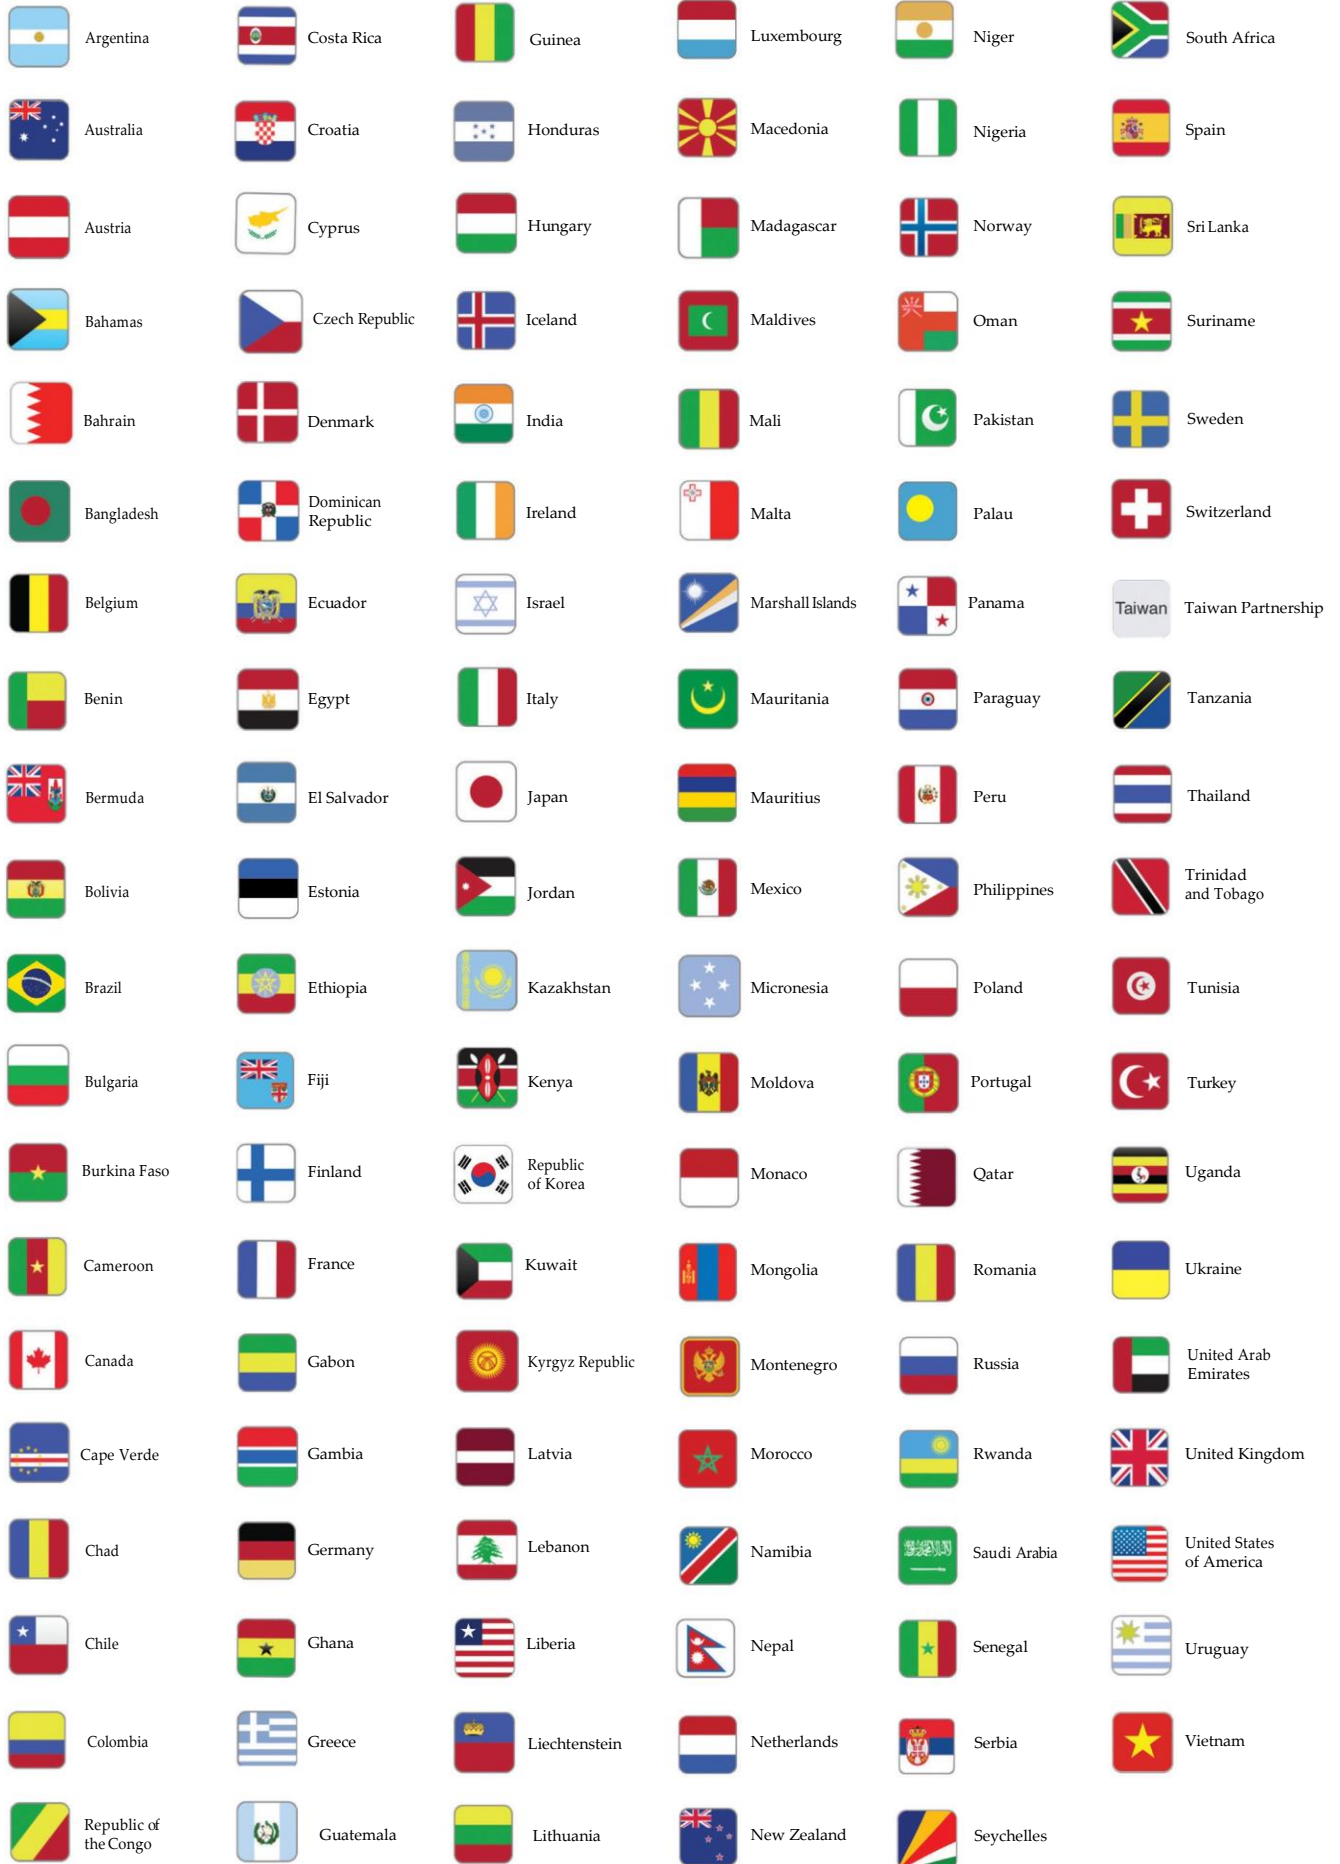 Argentina
Australia
Austria
Bahamas
Bahrain
Bangladesh
Belgium
Benin
Bermuda
Bolivia
Brazil
Bulgaria
Burkina Faso
Cameroon
Canada
Cape Verde
Chad
Chile
Colombia
Republic of
the Congo
Costa Rica
Croatia
Cyprus
Czech Republic
Denmark
Dominican
Republic
Ecuador
Egypt
El Salvador
Estonia
Ethiopia
Fiji
Finland
France
Gabon
Gambia
Germany
Ghana
Greece
Guatemala
Guinea
Honduras
Hungary
Iceland
India
Ireland
Israel
Italy
Japan
Jordan
Kazakhstan
Kenya
Republic
of Korea
Kuwait
Kyrgyz Republic
Latvia
Lebanon
Liberia
Liechtenstein
Lithuania
Luxembourg
Macedonia
Madagascar
Maldives
Mali
Malta
Marshall Islands
Mauritania
Mauritius
Mexico
Micronesia
Moldova
Monaco
Mongolia
Montenegro
Morocco
Namibia
Nepal
Netherlands
New Zealand
Niger
Nigeria
Norway
Oman
Pakistan
Palau
Panama
Paraguay
Peru
Philippines
Poland
Portugal
Qatar
Romania
Russia
Rwanda
Saudi Arabia
Senegal
Serbia
Seychelles
South Africa
Spain
Sri Lanka
Suriname
Sweden
Switzerland
Taiwan
Taiwan Partnership
Tanzania
Thailand
Trinidad
and Tobago
Tunisia
Turkey
Uganda
Ukraine
United Arab
Emirates
United Kingdom
United States
of America
Uruguay
Vietnam